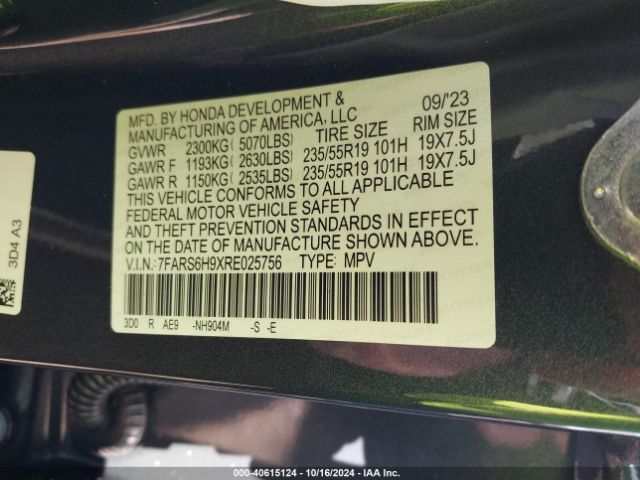 MFD. BY HONDA DEVELOPMENT & 09/'23
MANUFACTURING OF AMERICA, LLC
TIRE SIZE RIM SIZE
GVWR 2300KG( 5070LBS)
GAWR F 1193KG( 2630LBS) 235/55R19 101H 19X7.5J
GAWR R 1150KG( 2535LBS) 235/55R19 101H 19X7.5J
THIS VEHICLE CONFORMS TO ALL APPLICABLE
FEDERAL MOTOR VEHICLE SAFETY
AND THEFT PREVENTION STANDARDS IN EFFECT
ON THE DATE OF MANUFACTURE SHOWN ABOVE.
V.I.N.:7FARS6H9XRE025756 TYPE: MPV
3D0 R AE9 -NH904M -S -E
3D4 A3
000-40615124 | 10/16/2024 | IAA Inc.